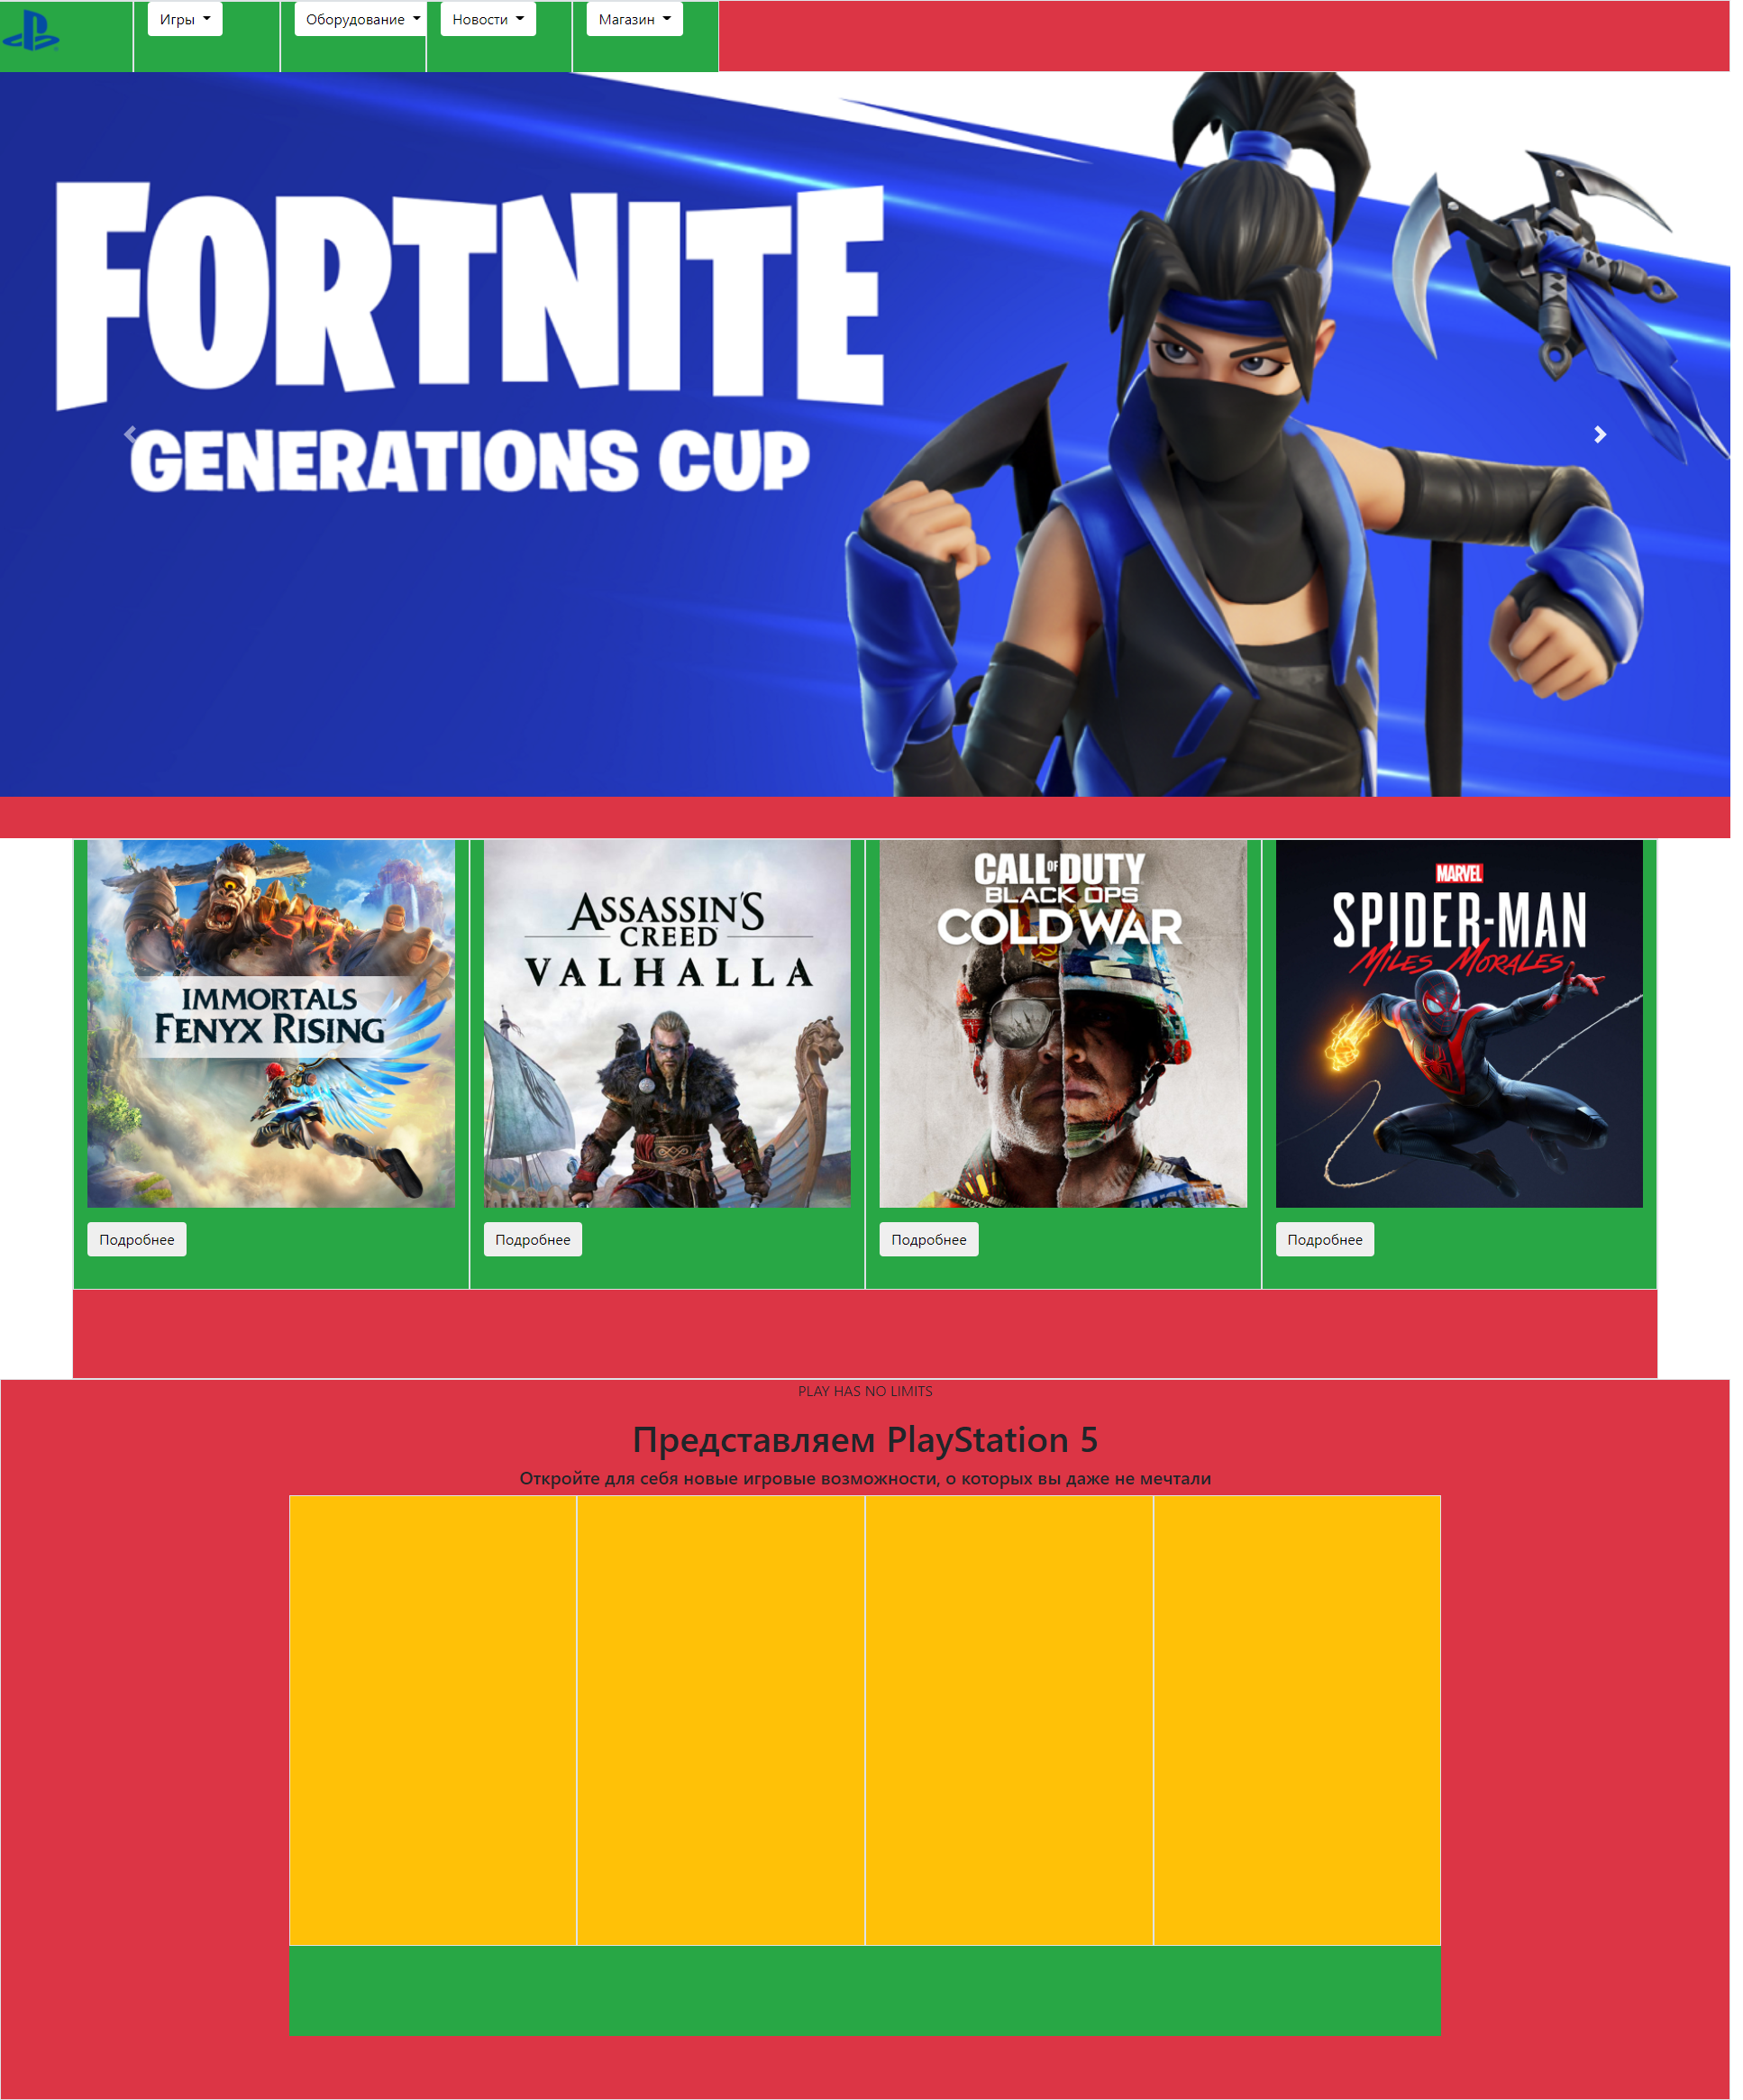 Игры
Оборудование
Новости
Магазин
FORTNITE
GENERATIONS CUP
IMMORTALS
FENYX RISING
ASSASSIN'S
CREED
VALHALLA
CALL OF DUTY
BLACK OPS
COLD WAR
MARVEL
SPIDER-MAN
MILES MORALES
Подробнее
Подробнее
Подробнее
Подробнее
PLAY HAS NO LIMITS
Представляем PlayStation 5
Откройте для себя новые игровые возможности, о которых вы даже не мечтали